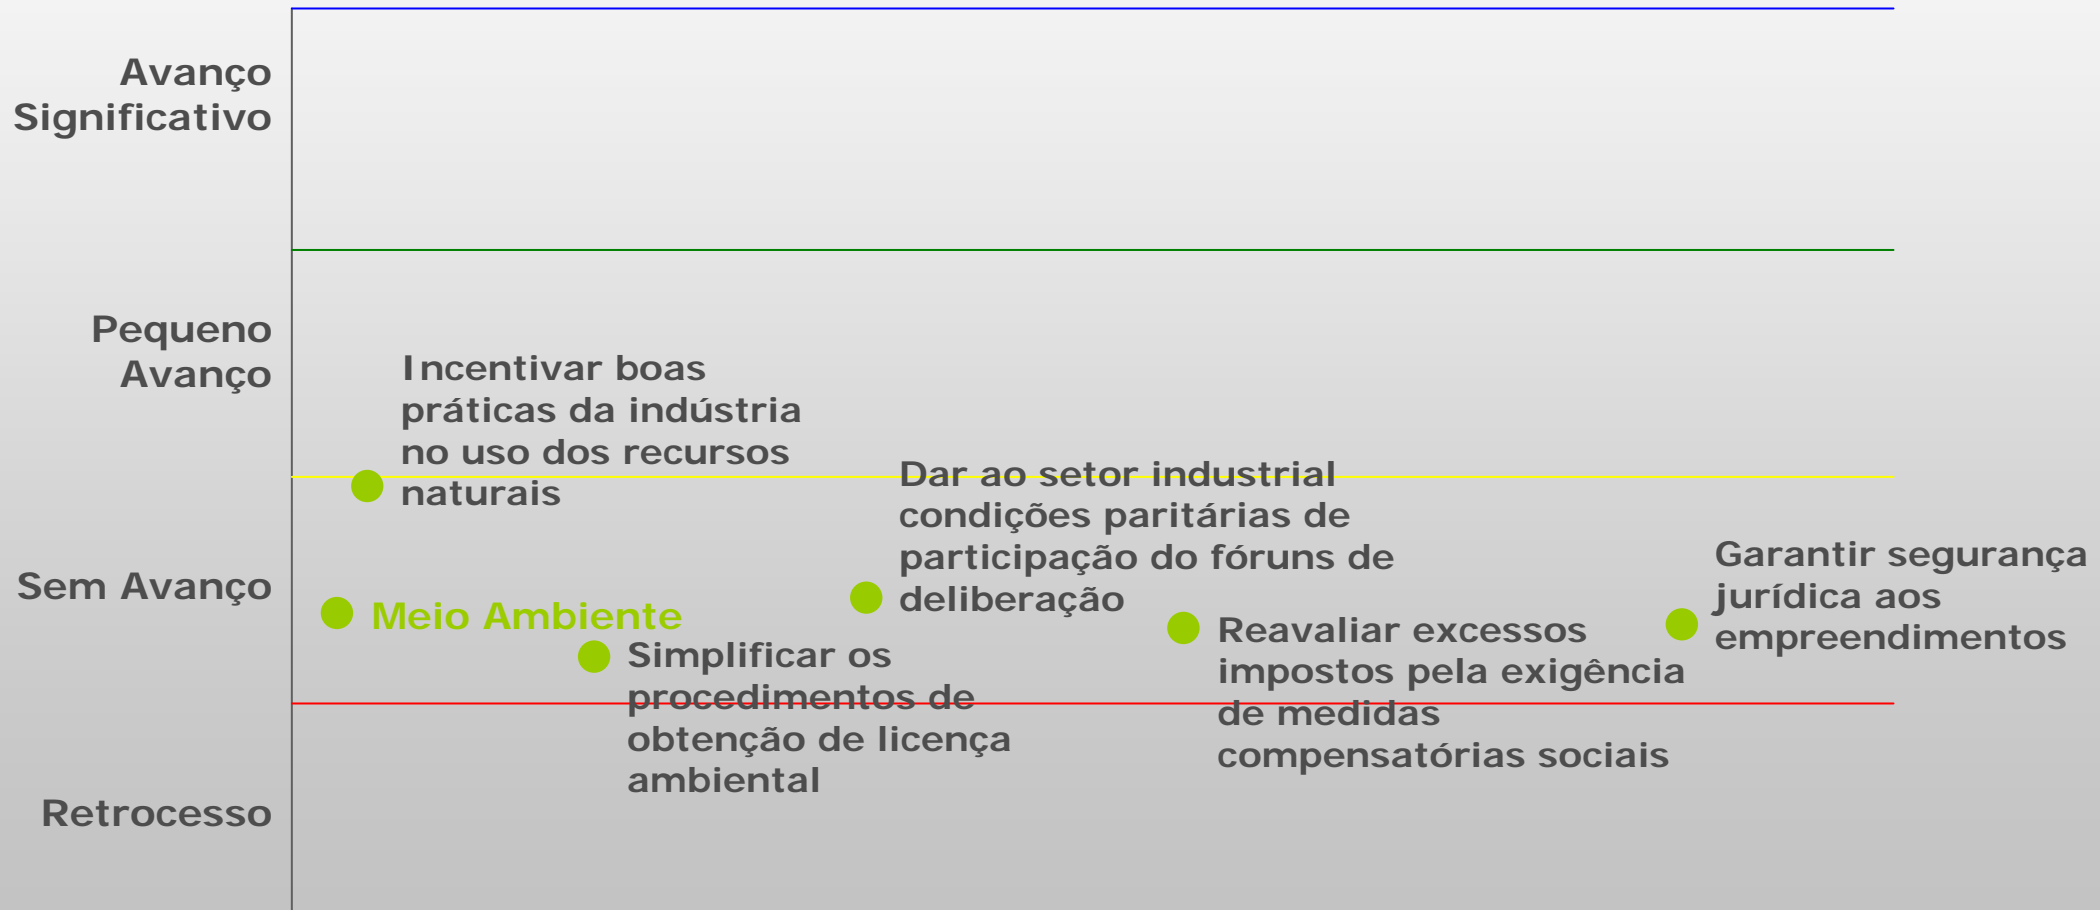 Avanço
Significativo
Pequeno
Avanço
Sem Avanço
Retrocesso
Incentivar boas
práticas da indústria
no uso dos recursos
naturais
Meio Ambiente
Simplificar os
procedimentos de
obtenção de licença
ambiental
Dar ao setor industrial
condições paritárias de
participação do fóruns de
deliberação
Reavaliar excessos
impostos pela exigência
de medidas
compensatórias sociais
Garantir segurança
jurídica aos
empreendimentos